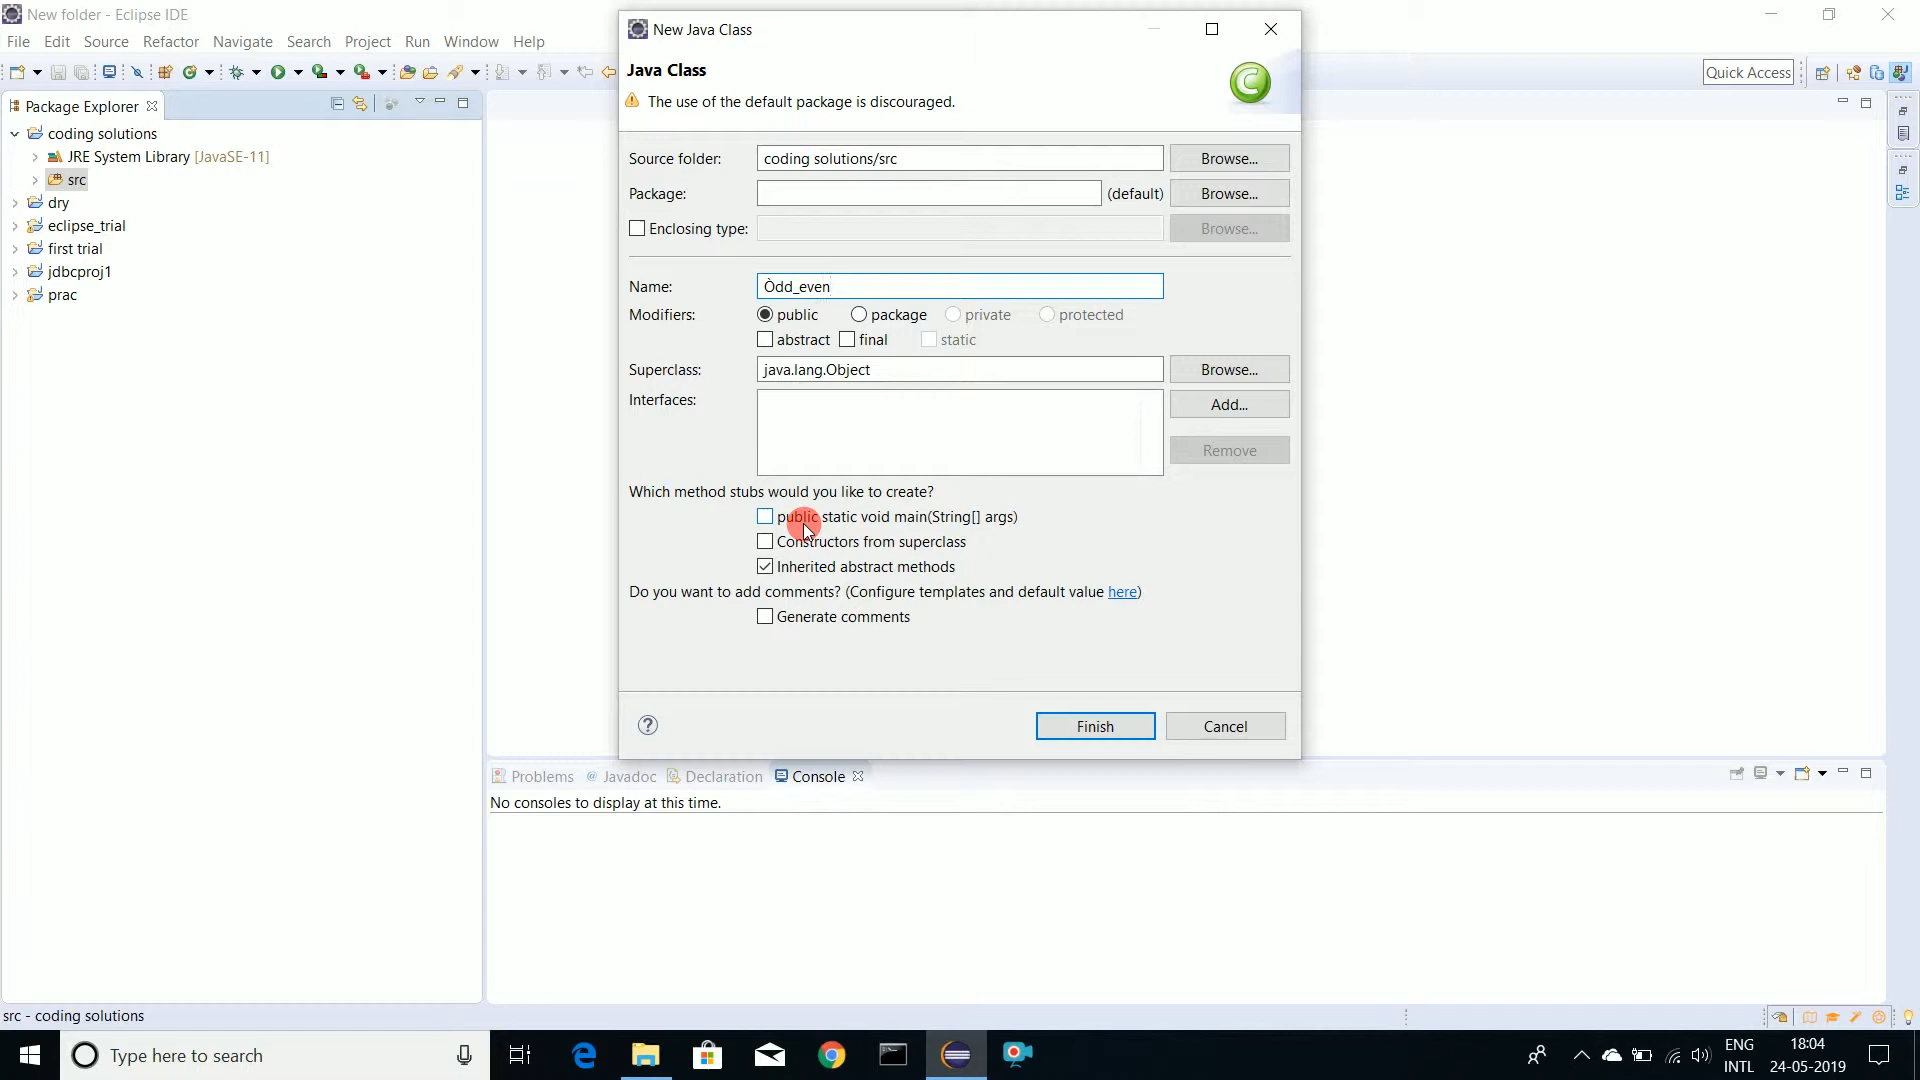 New folder - Eclipse IDE
File Edit Source Refactor Navigate Search Project Run Window Help
Quick Access
Package Explorer
coding solutions
JRE System Library [JavaSE-11]
src
dry
eclipse_trial
first trial
jdbcproj1
prac
New Java Class
Java Class
The use of the default package is discouraged.
Source folder: coding solutions/src Browse...
Package: (default) Browse...
Enclosing type: Browse...
Name: Òdd_even
Modifiers: public package private protected
abstract final static
Superclass: java.lang.Object Browse...
Interfaces: Add...
Remove
Which method stubs would you like to create?
public static void main(String[] args)
Constructors from superclass
Inherited abstract methods
Do you want to add comments? (Configure templates and default value here)
Generate comments
Finish Cancel
Problems Javadoc Declaration Console
No consoles to display at this time.
src - coding solutions
Type here to search
ENG
INTL
18:04
24-05-2019